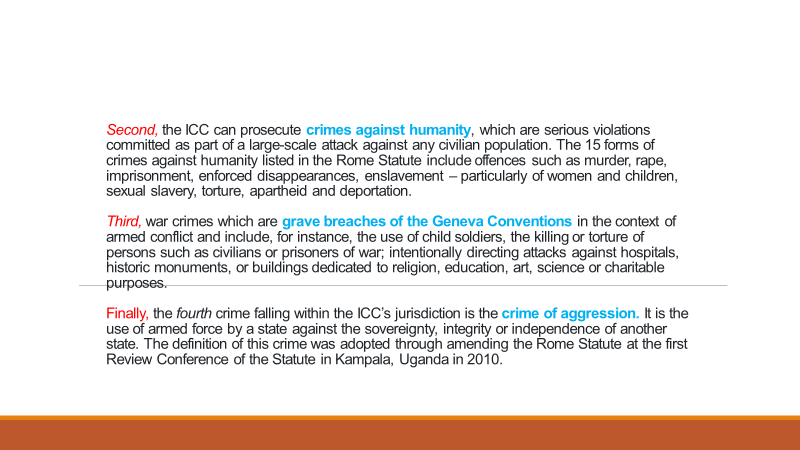 Second, the ICC can prosecute crimes against humanity, which are serious violations
committed as part of a large-scale attack against any civilian population. The 15 forms of
crimes against humanity listed in the Rome Statute include offences such as murder, rape,
imprisonment, enforced disappearances, enslavement – particularly of women and children,
sexual slavery, torture, apartheid and deportation.
Third, war crimes which are grave breaches of the Geneva Conventions in the context of
armed conflict and include, for instance, the use of child soldiers, the killing or torture of
persons such as civilians or prisoners of war; intentionally directing attacks against hospitals,
historic monuments, or buildings dedicated to religion, education, art, science or charitable
purposes.
Finally, the fourth crime falling within the ICC's jurisdiction is the crime of aggression. It is the
use of armed force by a state against the sovereignty, integrity or independence of another
state. The definition of this crime was adopted through amending the Rome Statute at the first
Review Conference of the Statute in Kampala, Uganda in 2010.